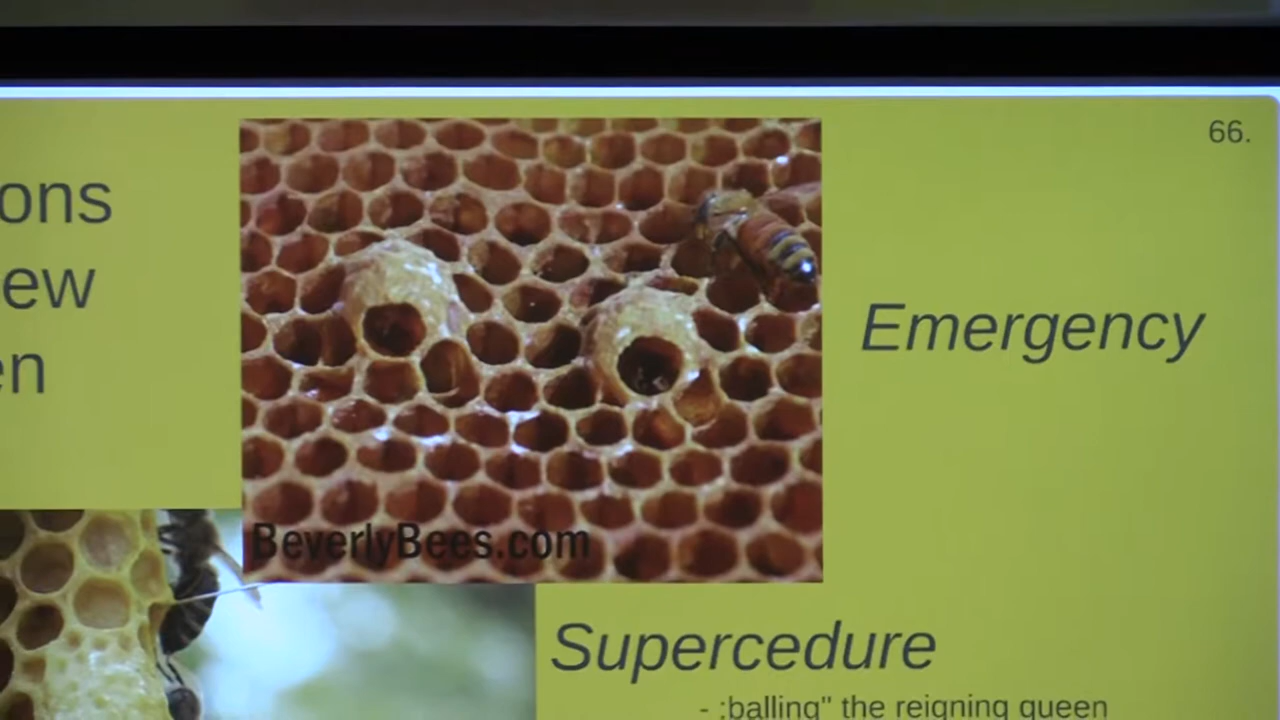 66.
ons
ew
en
Emergency
BeverlyBees.com
Supercedure
- :balling" the reigning queen